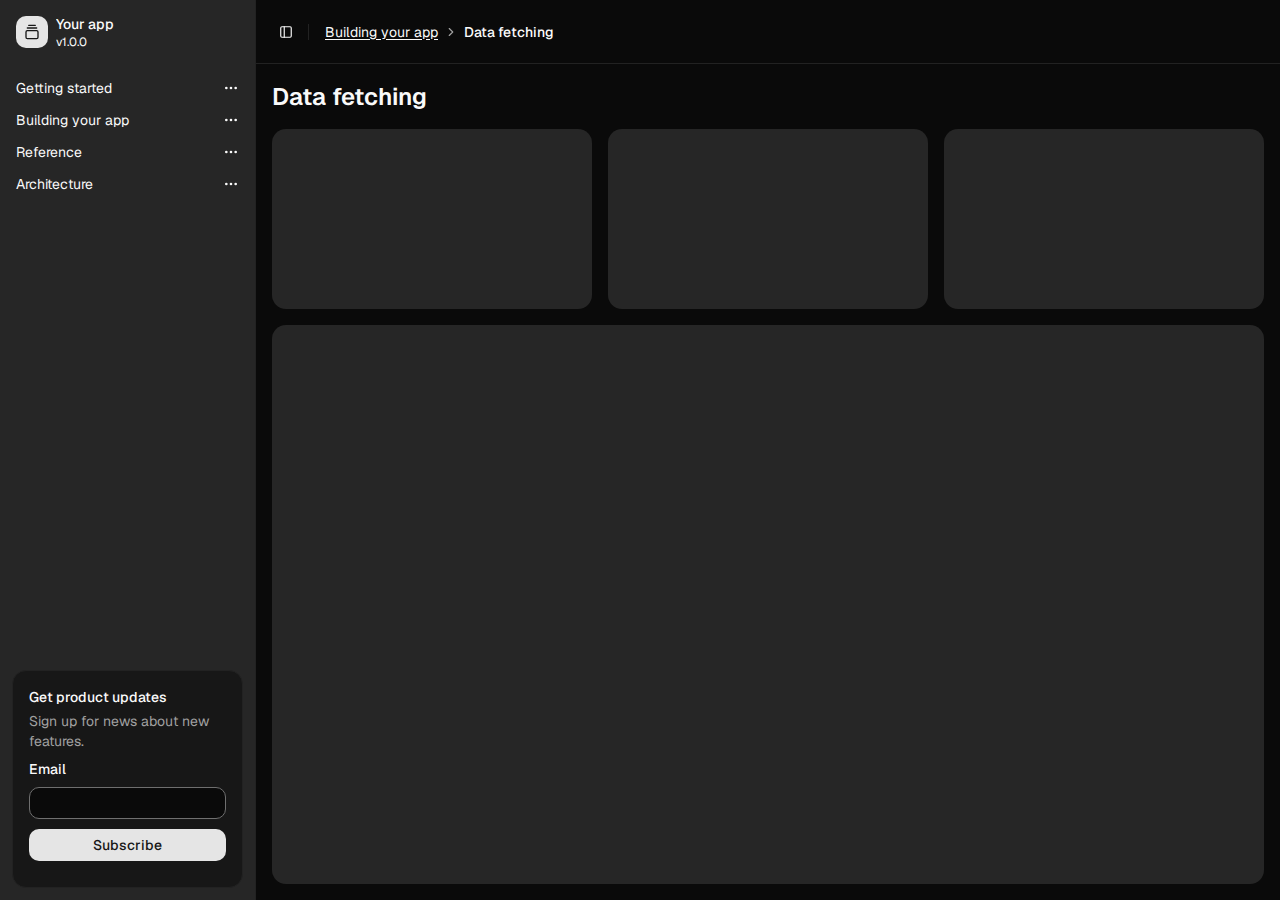 Your app
v1.0.0
Getting started
Building your app
Reference
Architecture
Get product updates
Sign up for news about new
features.
Email
Subscribe
Building your app
Data fetching
Data fetching